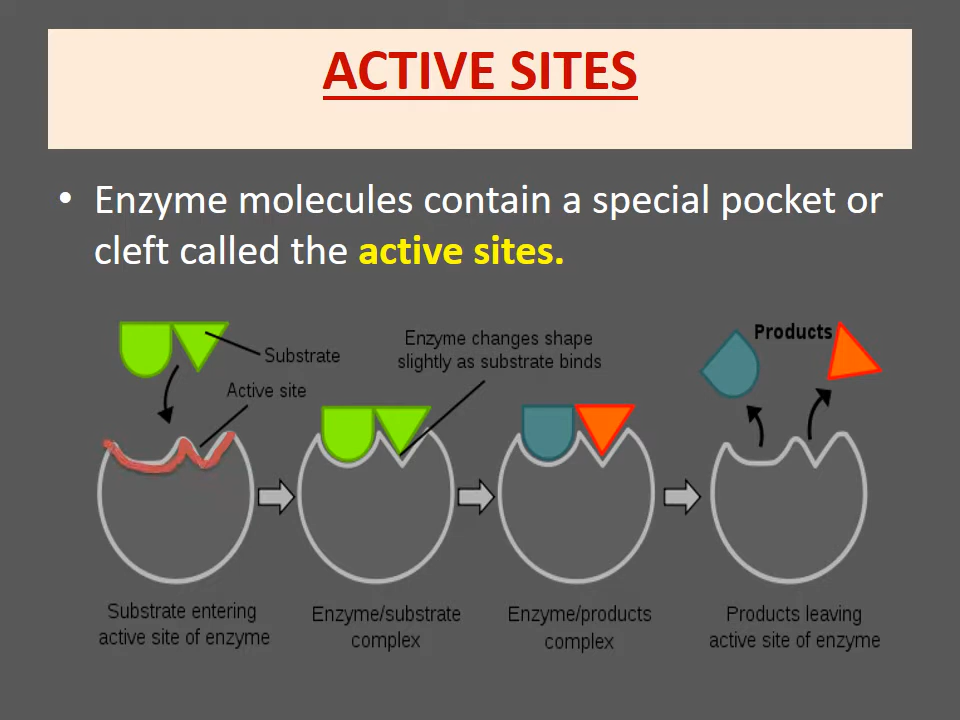 ACTIVE SITES
• Enzyme molecules contain a special pocket or
cleft called the active sites.
Substrate
Active site
Enzyme changes shape
slightly as substrate binds
Products
Substrate entering
active site of enzyme
Enzyme/substrate
complex
Enzyme/products
complex
Products leaving
active site of enzyme